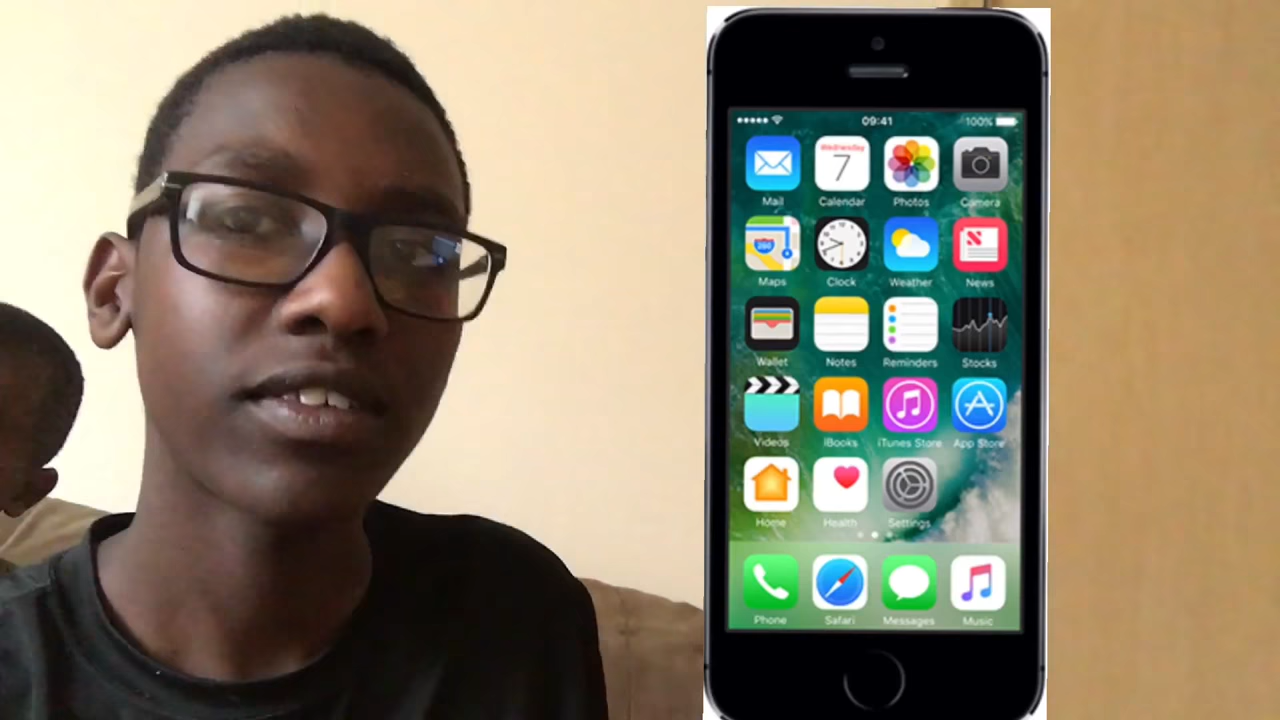 09:41 100%
Wednesday
7
Mail Calendar Photos Camera
280
Maps Clock Weather News
Wallet Notes Reminders Stocks
Videos iBooks iTunes Store App Store
Home Health Settings
Phone Safari Messages Music